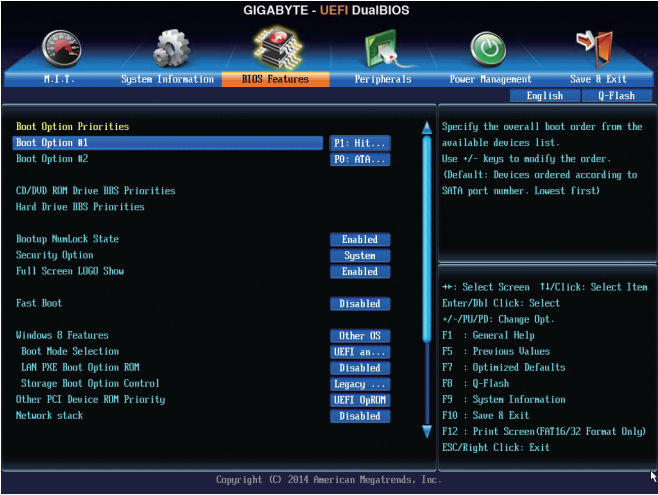 GIGABYTE - UEFI DualBIOS
M.I.T. System Information BIOS Features Peripherals Power Management Save & Exit
English Q-Flash
Boot Option Priorities
Boot Option #1 P1: Hit...
Boot Option #2 P0: ATA...
CD/DVD ROM Drive BBS Priorities
Hard Drive BBS Priorities
Bootup NumLock State Enabled
Security Option System
Full Screen LOGO Show Enabled
Fast Boot Disabled
Windows 8 Features Other OS
Boot Mode Selection UEFI an...
LAN PXE Boot Option ROM Disabled
Storage Boot Option Control Legacy ...
Other PCI Device ROM Priority UEFI OpROM
Network stack Disabled
Specify the overall boot order from the
available devices list.
Use +/- keys to modify the order.
(Default: Devices ordered according to
SATA port number. Lowest first)
→←: Select Screen ↑↓/Click: Select Item
Enter/Dbl Click: Select
+/-/PU/PD: Change Opt.
F1 : General Help
F5 : Previous Values
F7 : Optimized Defaults
F8 : Q-Flash
F9 : System Information
F10 : Save & Exit
F12 : Print Screen(FAT16/32 Format Only)
ESC/Right Click: Exit
Copyright (C) 2014 American Megatrends, Inc.